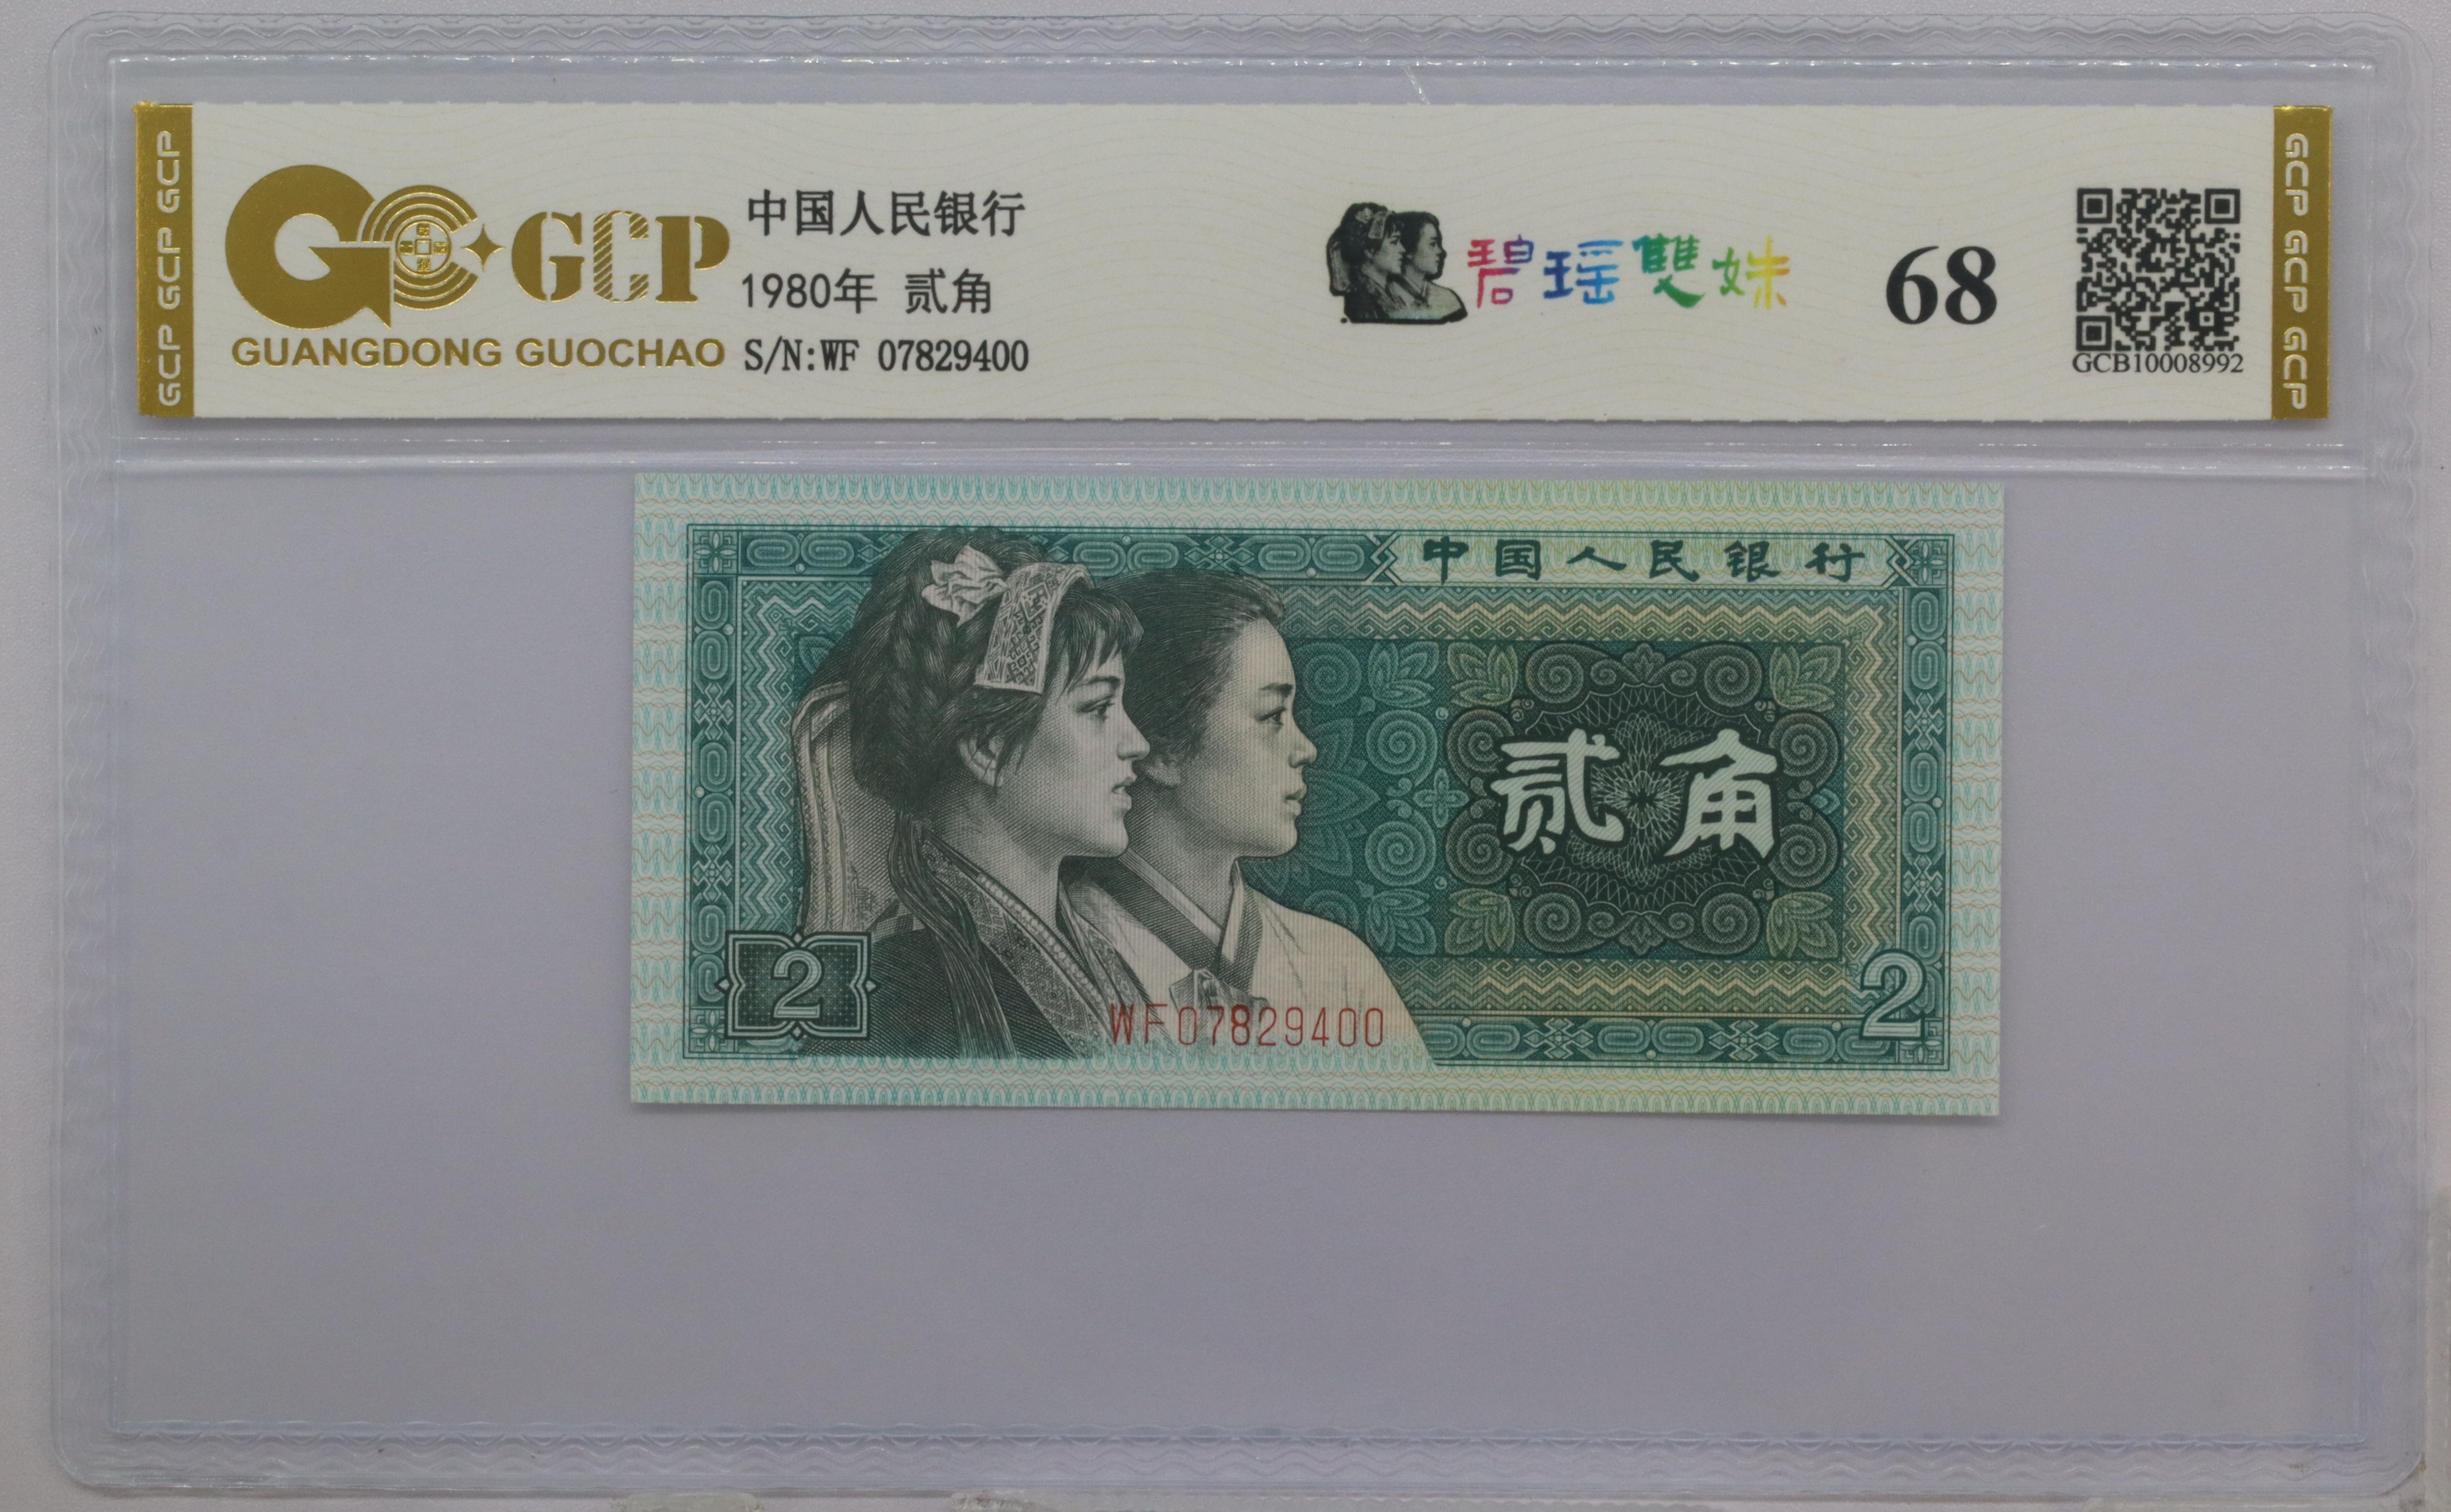 GCP GCP GCP
GCP
GUANGDONG GUOCHAO
中国人民银行
1980年 贰角
S/N:WF 07829400
碧瑶雙妹
68
GCB10008992
GCP GCP GCP
中国人民银行
贰角
2
WF07829400
2